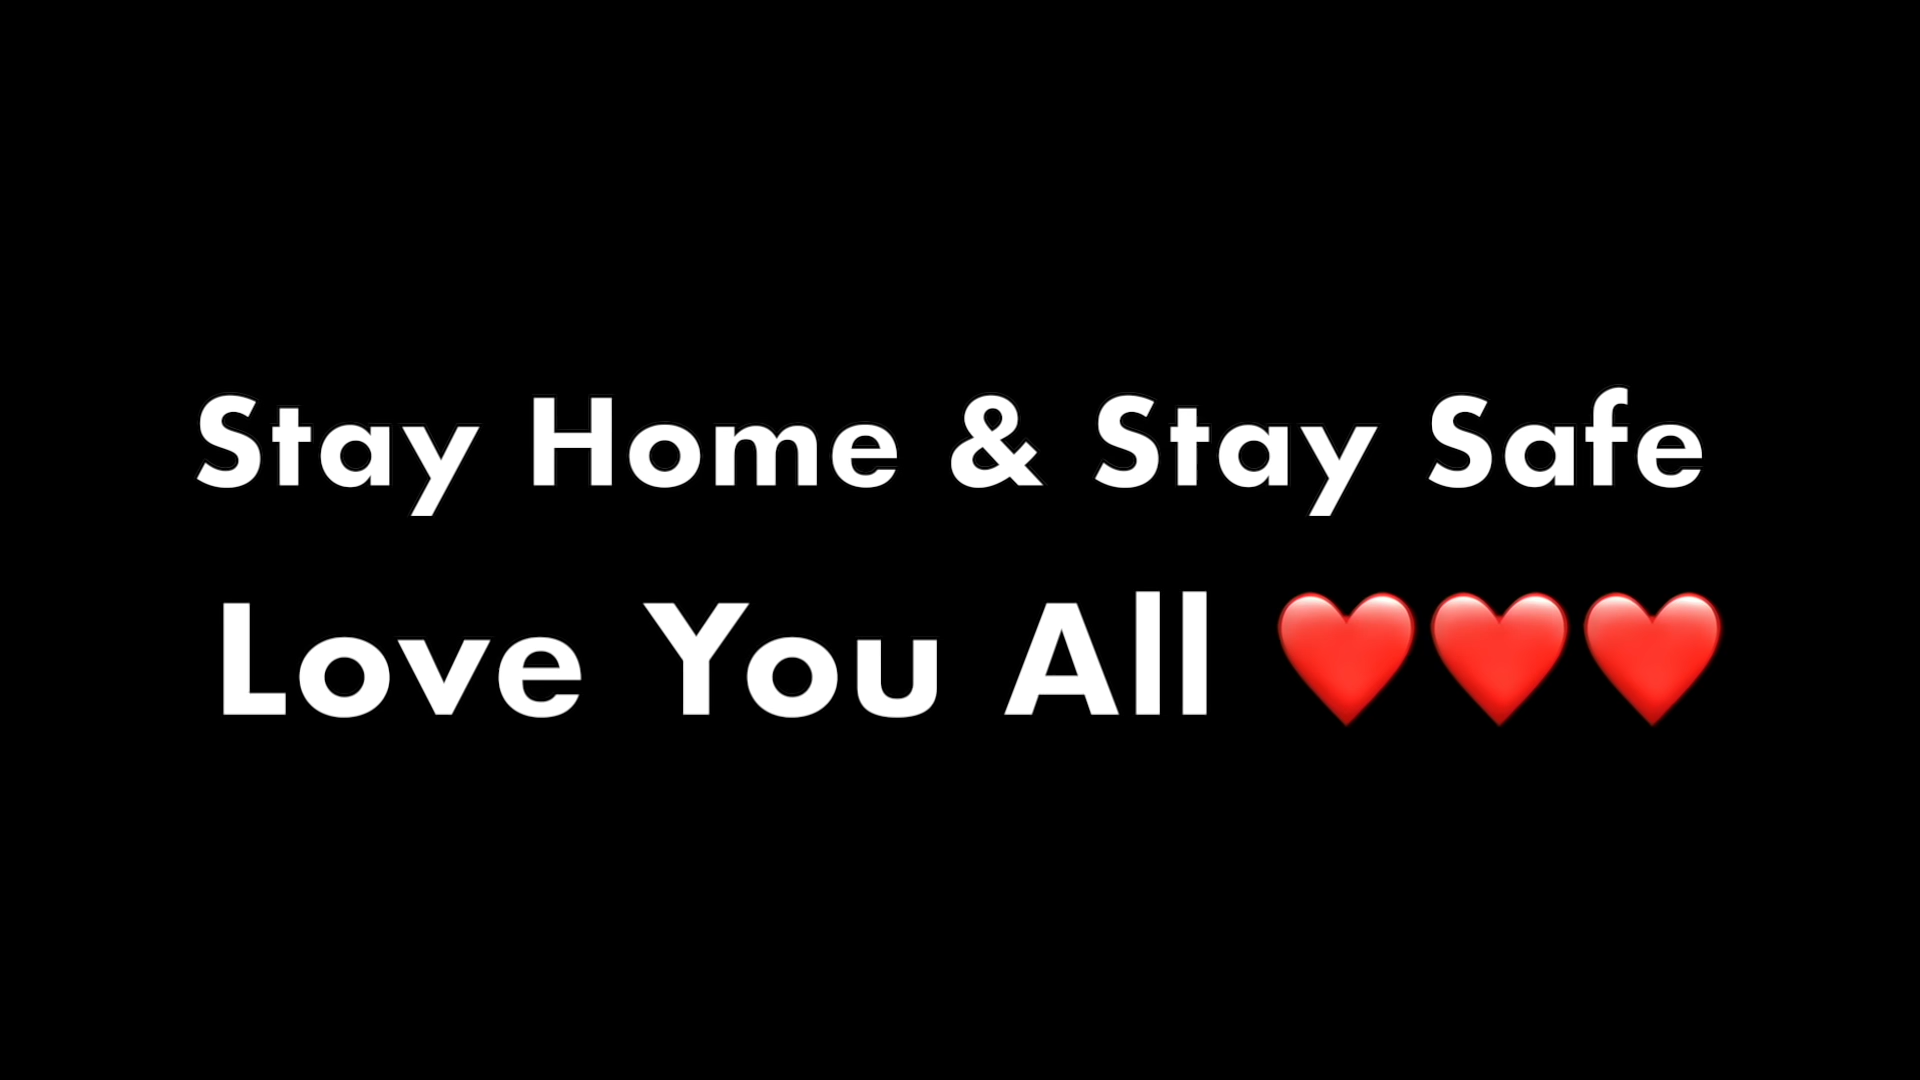 Stay Home & Stay Safe
Love You All ❤️❤️❤️